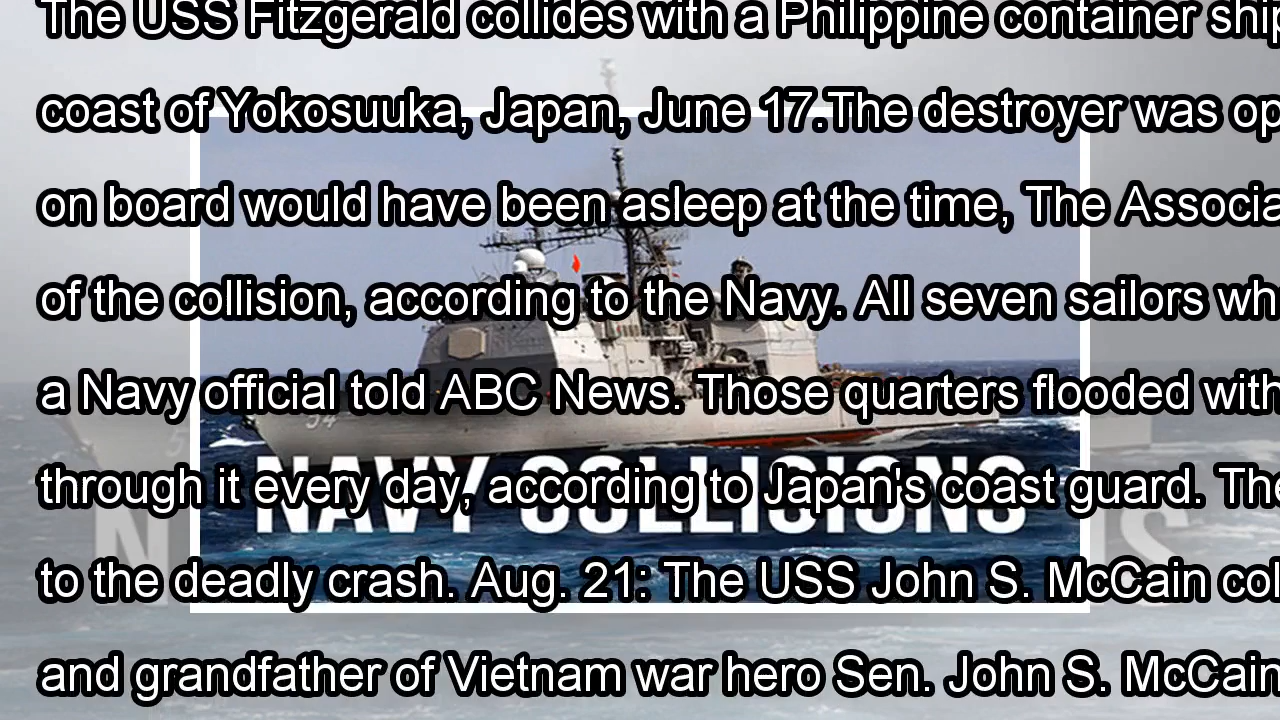 The USS Fitzgerald collides with a Philippine container ship
coast of Yokosuuka, Japan, June 17.The destroyer was op
on board would have been asleep at the time, The Associa
of the collision, according to the Navy. All seven sailors wh
a Navy official told ABC News. Those quarters flooded with
54
NAVY COLLISIONS
through it every day, according to Japan's coast guard. The
to the deadly crash. Aug. 21: The USS John S. McCain col
and grandfather of Vietnam war hero Sen. John S. McCain